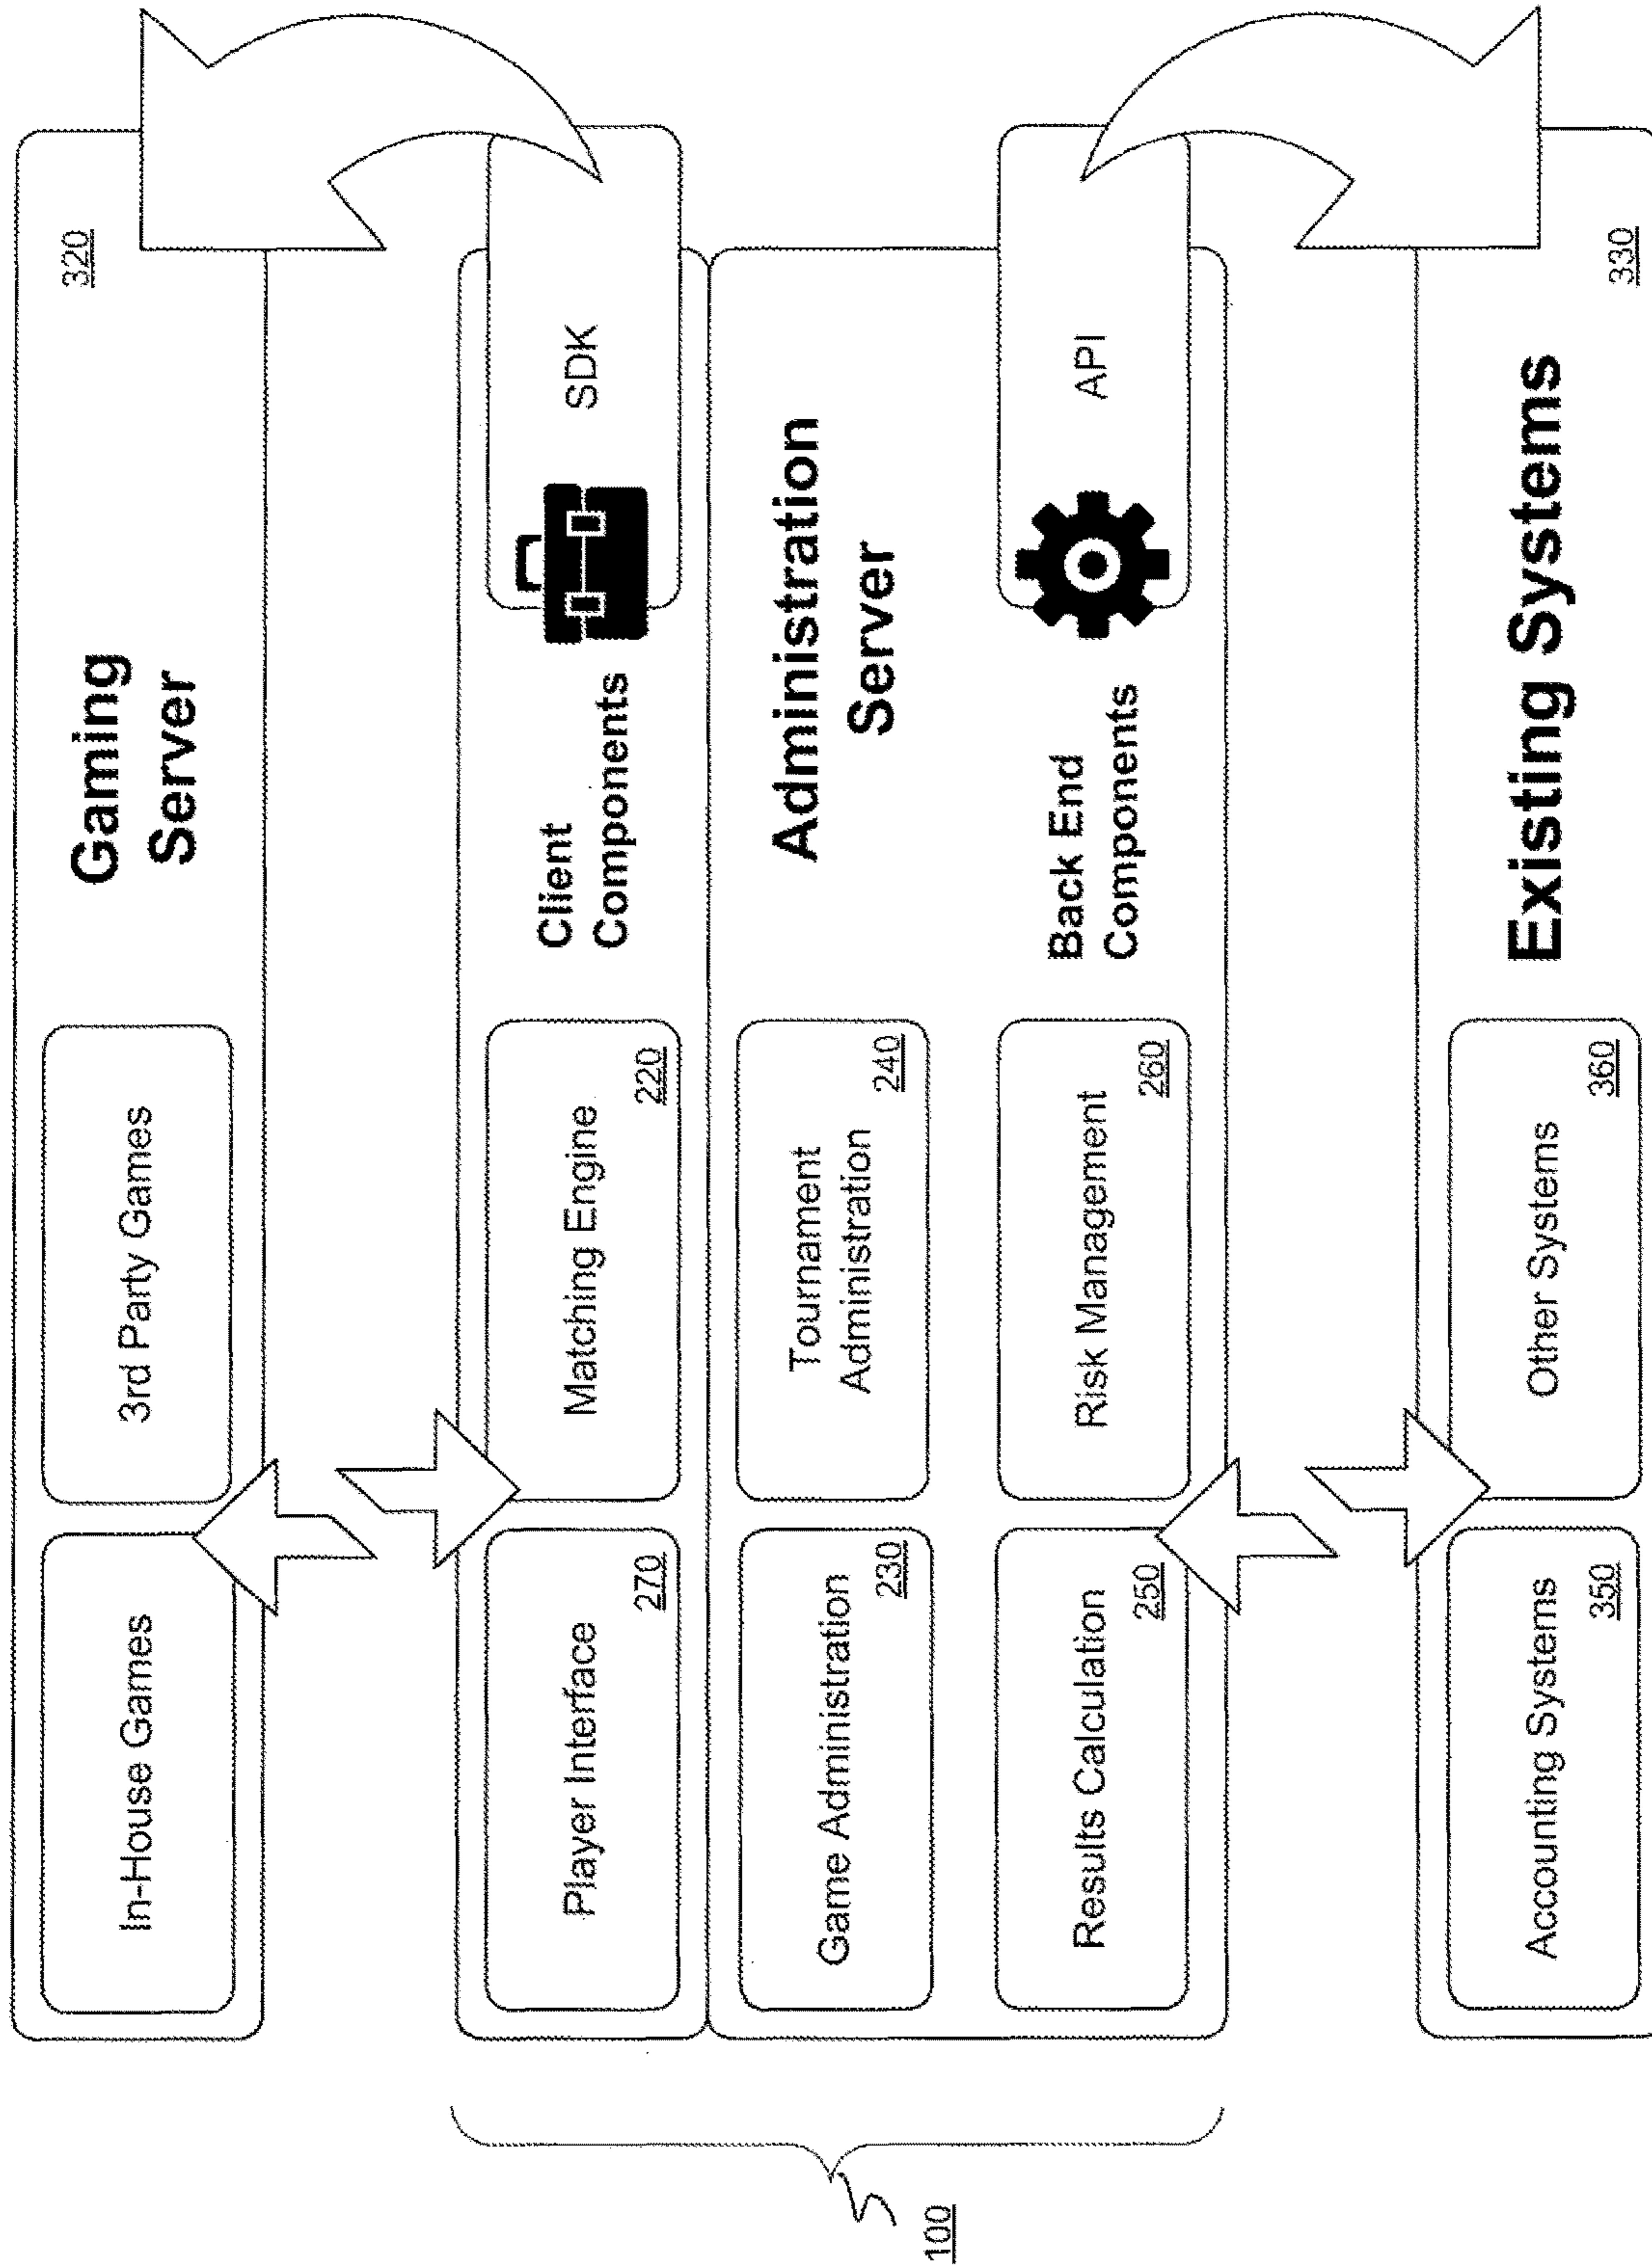 In-House Games
3rd Party Games
Gaming
Server
320
Player Interface
270
Matching Engine
220
Client
Components
SDK
100
Game Administration
230
Tournament
Administration
240
Administration
Server
Results Calculation
250
Risk Management
260
Back End
Components
API
Accounting Systems
350
Other Systems
360
Existing Systems
330